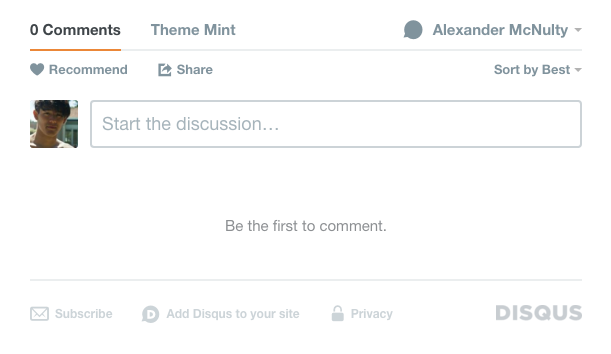 0 Comments Theme Mint Alexander McNulty
Recommend Share Sort by Best
Start the discussion…
Be the first to comment.
Subscribe Add Disqus to your site Privacy DISQUS